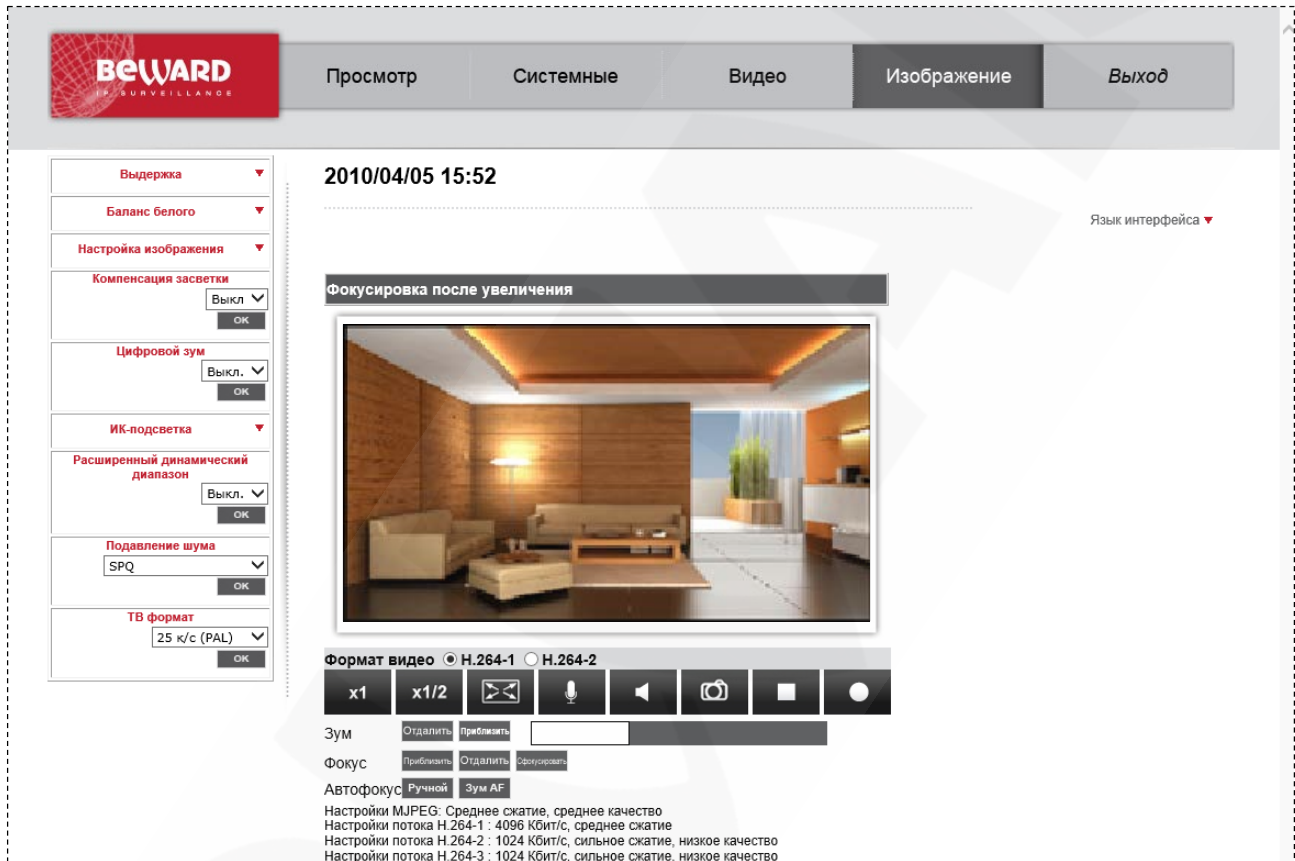 BEWARD
IP SURVEILLANCE
Просмотр
Системные
Видео
Изображение
Выход
Выдержка
Баланс белого
Настройка изображения
Компенсация засветки
Выкл
ОК
Цифровой зум
Выкл.
ОК
ИК-подсветка
Расширенный динамический
диапазон
Выкл.
ОК
Подавление шума
SPQ
ОК
ТВ формат
25 к/с (PAL)
ОК
2010/04/05 15:52
Язык интерфейса
Фокусировка после увеличения
Формат видео H.264-1 H.264-2
x1 x1/2
Зум Отдалить Приблизить
Фокус Приблизить Отдалить Сфокусировать
Автофокус Ручной Зум AF
Настройки MJPEG: Среднее сжатие, среднее качество
Настройки потока H.264-1 : 4096 Кбит/с, среднее сжатие
Настройки потока H.264-2 : 1024 Кбит/с, сильное сжатие, низкое качество
Настройки потока H.264-3 : 1024 Кбит/с, сильное сжатие, низкое качество